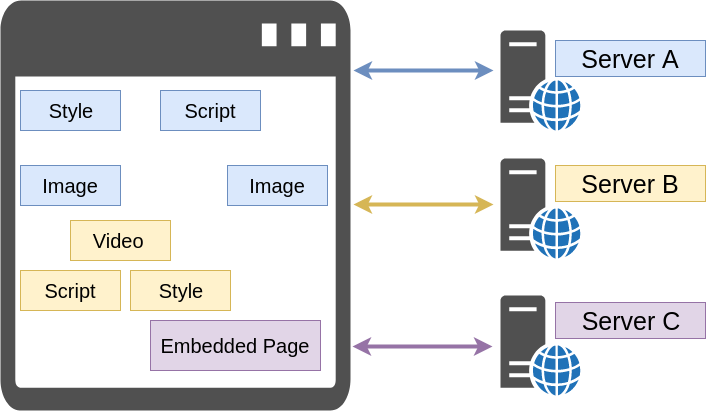 Style
Script
Image
Image
Video
Script
Style
Embedded Page
Server A
Server B
Server C